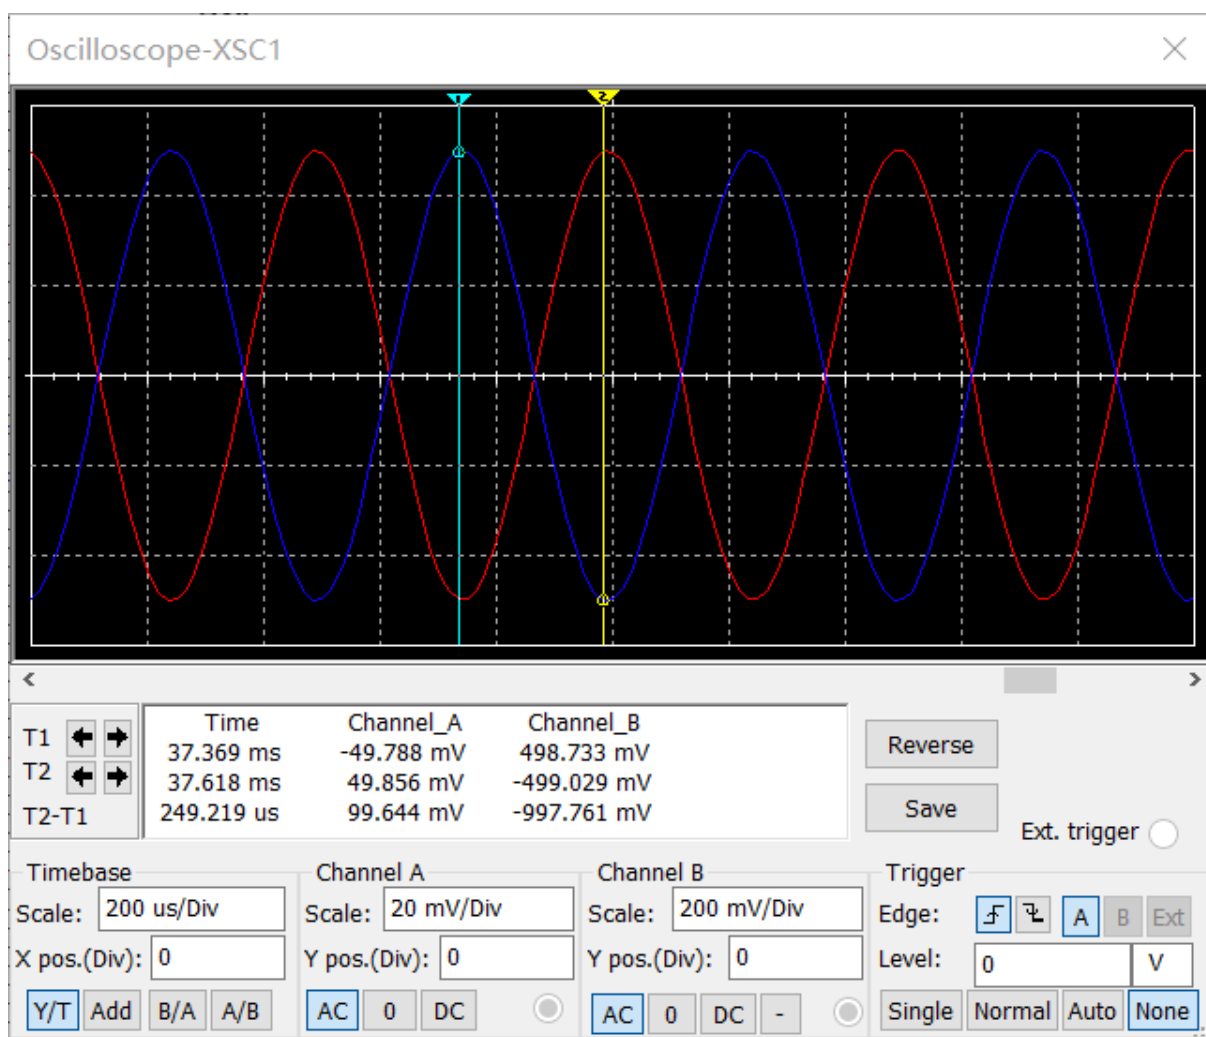 Oscilloscope-XSC1
1 2
Time Channel_A Channel_B
T1 37.369 ms -49.788 mV 498.733 mV
T2 37.618 ms 49.856 mV -499.029 mV
T2-T1 249.219 us 99.644 mV -997.761 mV
Reverse
Save
Ext. trigger
Timebase
Scale: 200 us/Div
X pos.(Div): 0
Y/T Add B/A A/B
Channel A
Scale: 20 mV/Div
Y pos.(Div): 0
AC 0 DC
Channel B
Scale: 200 mV/Div
Y pos.(Div): 0
AC 0 DC -
Trigger
Edge: A B Ext
Level: 0 V
Single Normal Auto None